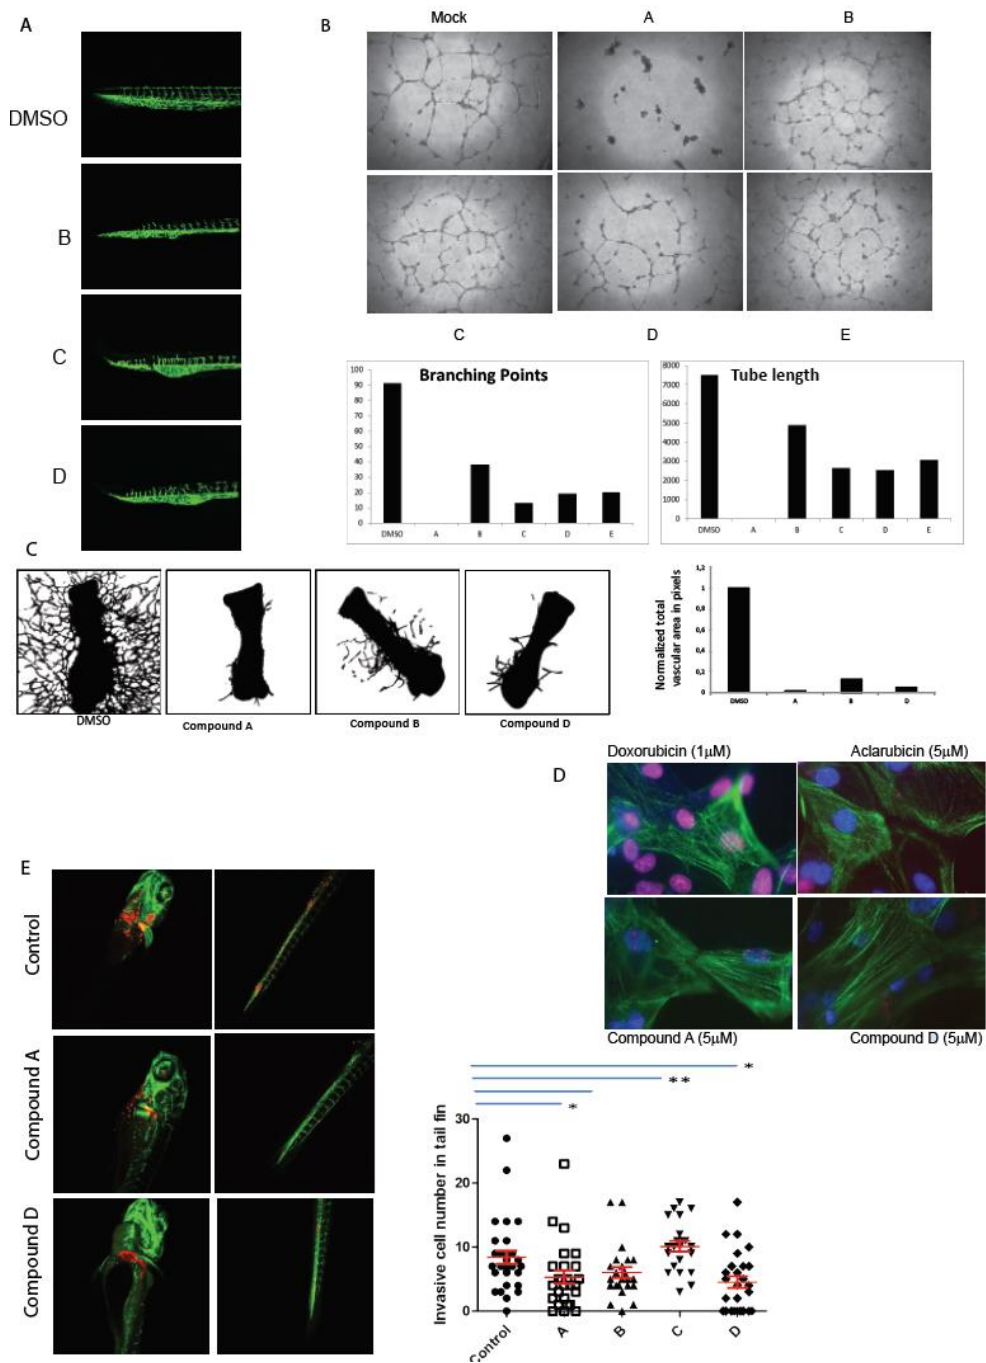 A
B
Mock
A
B
DMSO
B
C
D
C
D
E
Branching Points
100
90
80
70
60
50
40
30
20
10
0
DMSO
A
B
C
D
E
Tube length
8000
7000
6000
5000
4000
3000
2000
1000
0
DMSO
A
B
C
D
E
C
DMSO
Compound A
Compound B
Compound D
Normalized total
vascular area in pixels
1,2
1
0,8
0,6
0,4
0,2
0
DMSO
A
B
D
D
Doxorubicin (1μM)
Aclarubicin (5μM)
Compound A (5μM)
Compound D (5μM)
E
Control
Compound A
Compound D
*
**
*
Invasive cell number in tail fin
30
20
10
0
Control
A
B
C
D